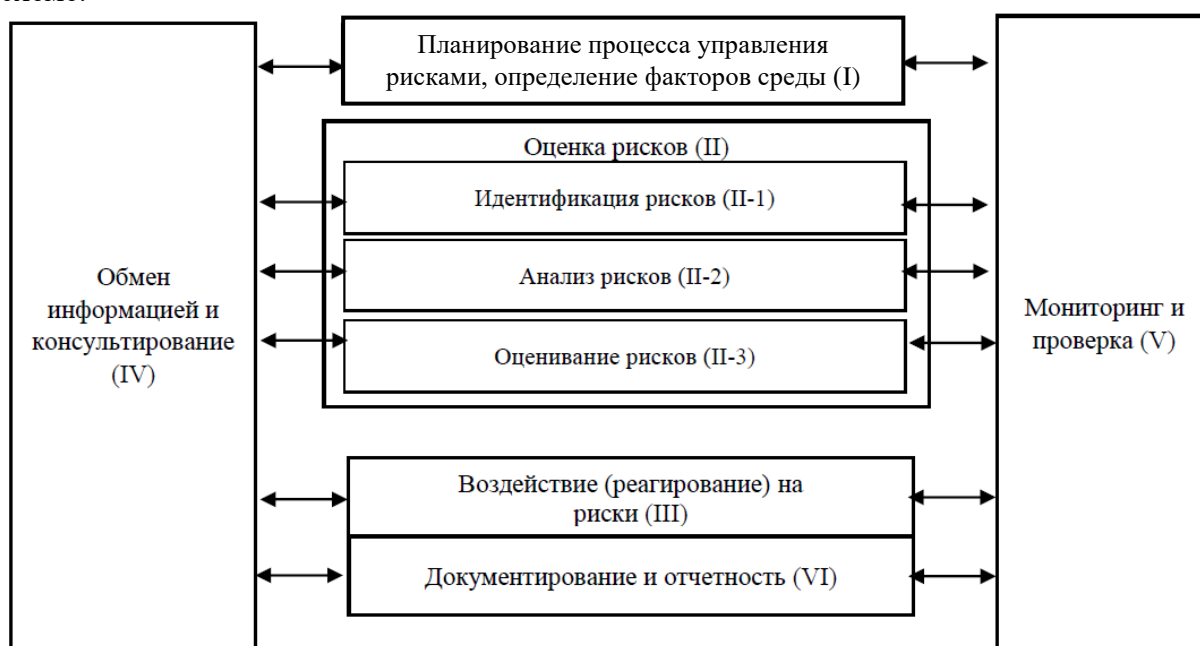 Планирование процесса управления
рисками, определение факторов среды (I)
Оценка рисков (II)
Идентификация рисков (II-1)
Анализ рисков (II-2)
Оценивание рисков (II-3)
Обмен
информацией и
консультирование
(IV)
Мониторинг и
проверка (V)
Воздействие (реагирование) на
риски (III)
Документирование и отчетность (VI)